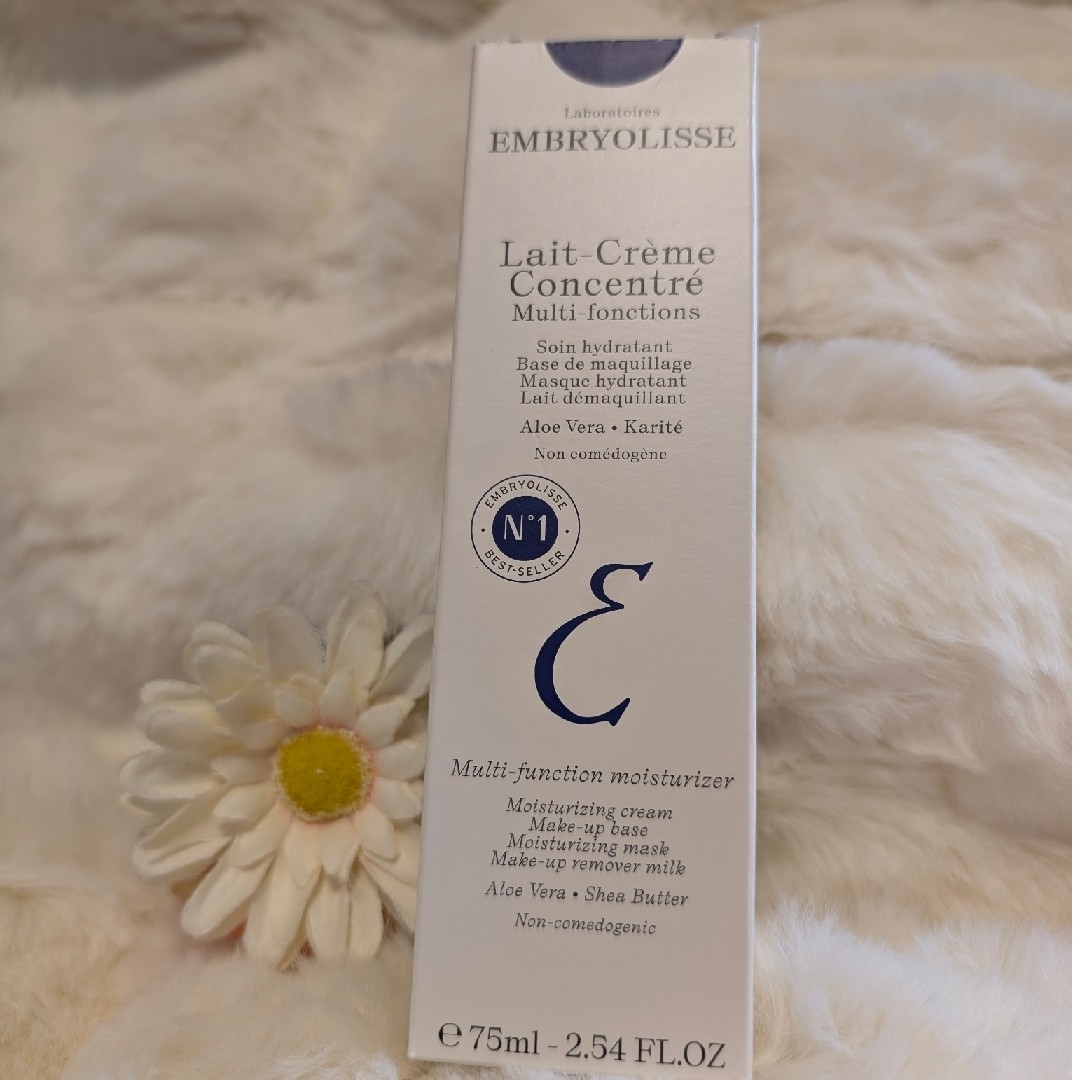 Laboratoires
EMBRYOLISSE
Lait-Crème
Concentré
Multi-fonctions
Soin hydratant
Base de maquillage
Masque hydratant
Lait démaquillant
Aloe Vera • Karité
Non comédogène
EMBRYOLISSE
N°1
BEST-SELLER
Multi-function moisturizer
Moisturizing cream
Make-up base
Moisturizing mask
Make-up remover milk
Aloe Vera • Shea Butter
Non-comedogenic
℮ 75ml - 2.54 FL.OZ